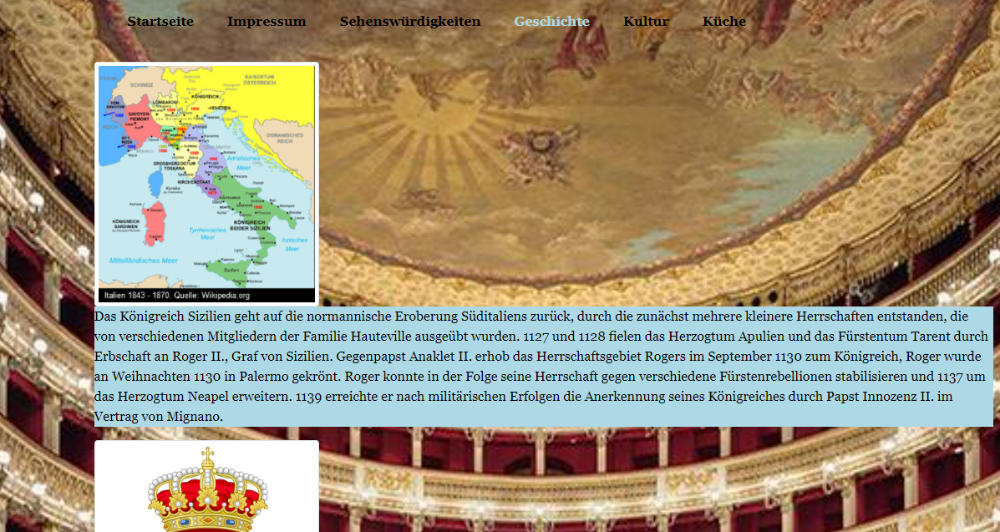 Startseite Impressum Sehenswürdigkeiten Geschichte Kultur Küche
KAISERTUM
ÖSTERREICH
SCHWEIZ
LOMBARDO-
KÖNIGREICH
-VENETIEN
SAVOYEN-
PIEMONT
OSMANISCHES
REICH
Adriatisches
Meer
GROSSHERZOGTUM
TOSKANA
KIRCHENSTAAT
Korsika
KÖNIGREICH
SARDINIEN
KÖNIGREICH
BEIDER SIZILIEN
Tyrrhenisches
Meer
Ionisches
Meer
Mittelländisches Meer
Sizilien
Italien 1843 - 1870. Quelle: Wikipedia.org
Das Königreich Sizilien geht auf die normannische Eroberung Süditaliens zurück, durch die zunächst mehrere kleinere Herrschaften entstanden, die
von verschiedenen Mitgliedern der Familie Hauteville ausgeübt wurden. 1127 und 1128 fielen das Herzogtum Apulien und das Fürstentum Tarent durch
Erbschaft an Roger II., Graf von Sizilien. Gegenpapst Anaklet II. erhob das Herrschaftsgebiet Rogers im September 1130 zum Königreich, Roger wurde
an Weihnachten 1130 in Palermo gekrönt. Roger konnte in der Folge seine Herrschaft gegen verschiedene Fürstenrebellionen stabilisieren und 1137 um
das Herzogtum Neapel erweitern. 1139 erreichte er nach militärischen Erfolgen die Anerkennung seines Königreiches durch Papst Innozenz II. im
Vertrag von Mignano.